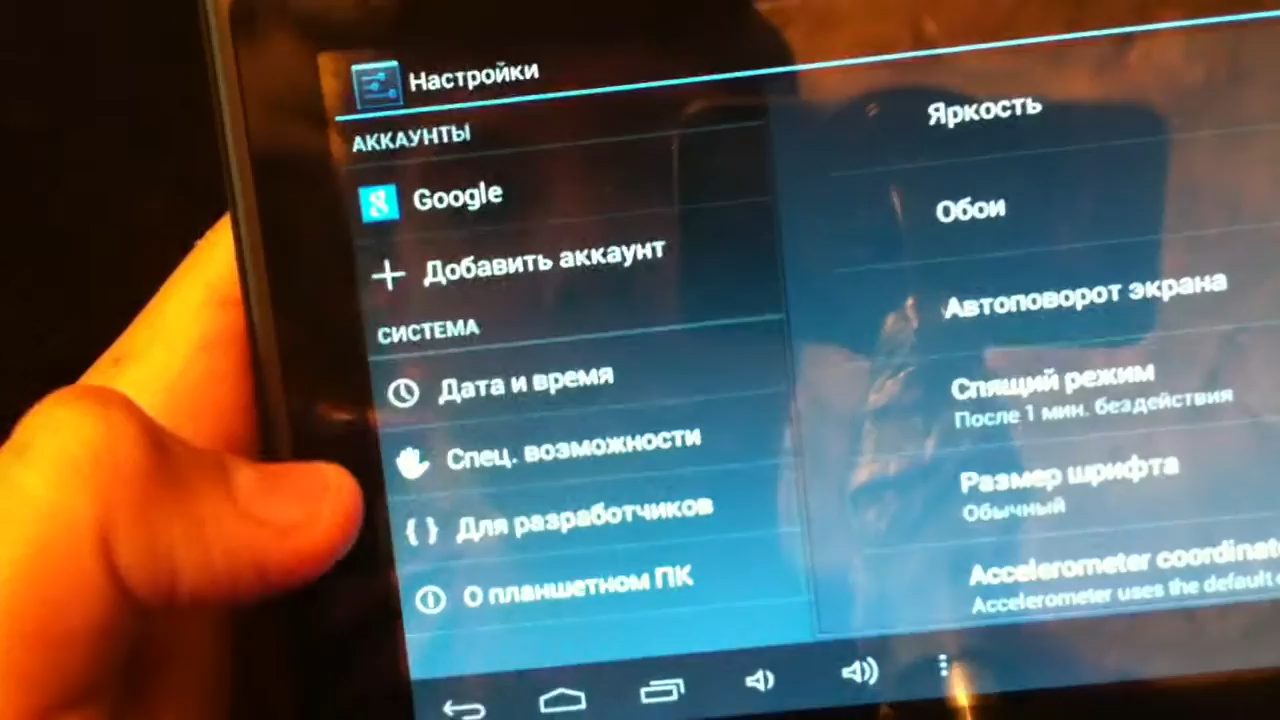 Настройки
АККАУНТЫ
Google
Добавить аккаунт
СИСТЕМА
Дата и время
Спец. возможности
Для разработчиков
О планшетном ПК
Яркость
Обои
Автоповорот экрана
Спящий режим
После 1 мин. бездействия
Размер шрифта
Обычный
Accelerometer
Accelerometer uses the default